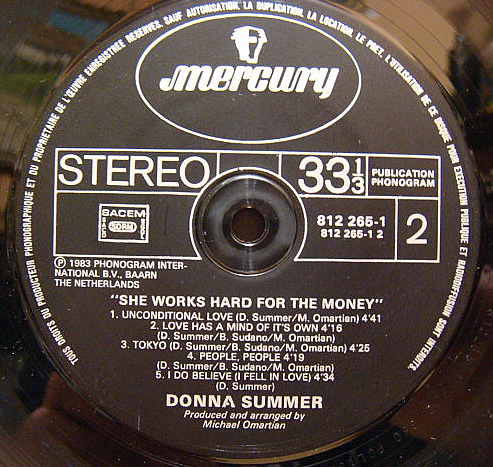 TOUS DROITS DU PRODUCTEUR PHONOGRAPHIQUE ET DU PROPRIETAIRE DE L'ŒUVRE ENREGISTREE RESERVES. SAUF AUTORISATION, LA DUPLICATION, LA LOCATION, LE PRET, L'UTILISATION DE CE DISQUE POUR EXECUTION PUBLIQUE ET RADIODIFFUSION SONT INTERDITS.
mercury
STEREO
33 1/3
PUBLICATION
PHONOGRAM
SACEM
SACD SDRM SGDL
812 265-1
812 265-1 2
2
Ⓟ 1983 PHONOGRAM INTER-
NATIONAL B.V., BAARN
THE NETHERLANDS
"SHE WORKS HARD FOR THE MONEY"
1. UNCONDITIONAL LOVE (D. Summer/M. Omartian) 4'41
2. LOVE HAS A MIND OF IT'S OWN 4'16
(D. Summer/B. Sudano/M. Omartian)
3. TOKYO (D. Summer/B. Sudano/M. Omartian) 4'25
4. PEOPLE, PEOPLE 4'19
(D. Summer/B. Sudano/M. Omartian)
5. I DO BELIEVE (I FELL IN LOVE) 4'34
(D. Summer)
DONNA SUMMER
Produced and arranged by
Michael Omartian